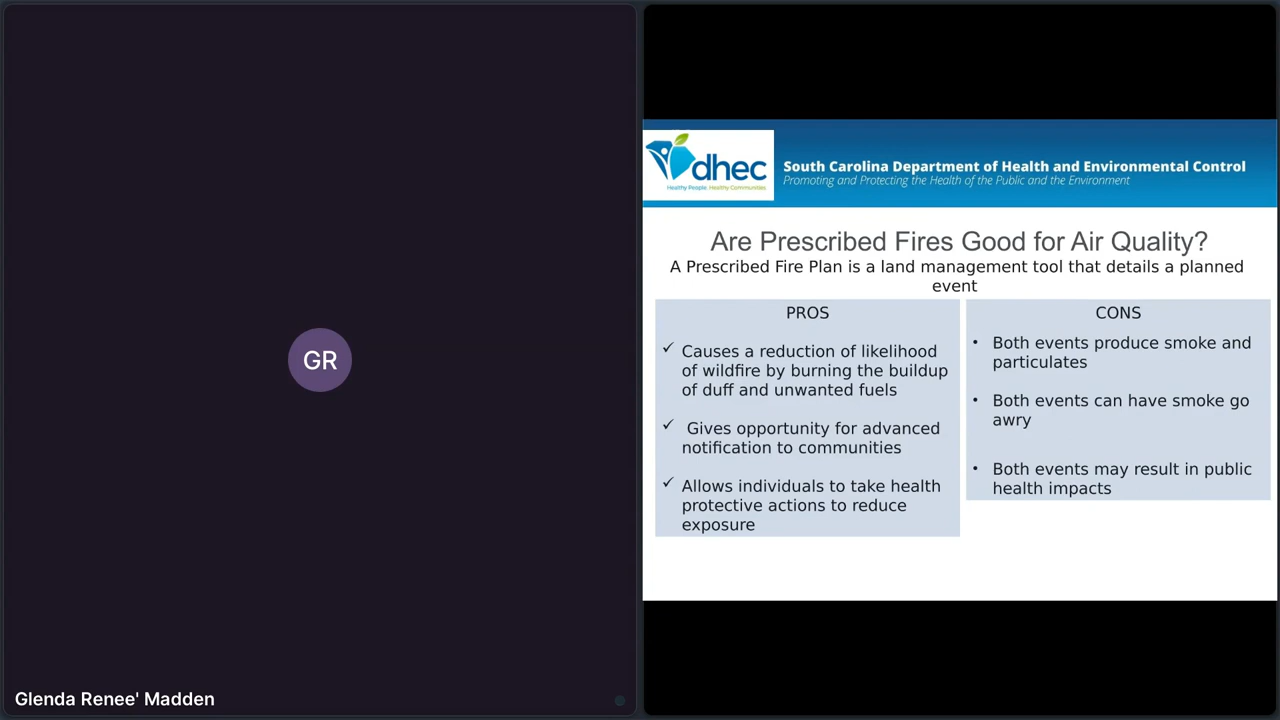 GR
Glenda Renee' Madden
dhec
Healthy People. Healthy Communities.
South Carolina Department of Health and Environmental Control
Promoting and Protecting the Health of the Public and the Environment
Are Prescribed Fires Good for Air Quality?
A Prescribed Fire Plan is a land management tool that details a planned
event
PROS
✓ Causes a reduction of likelihood
of wildfire by burning the buildup
of duff and unwanted fuels
✓ Gives opportunity for advanced
notification to communities
✓ Allows individuals to take health
protective actions to reduce
exposure
CONS
• Both events produce smoke and
particulates
• Both events can have smoke go
awry
• Both events may result in public
health impacts